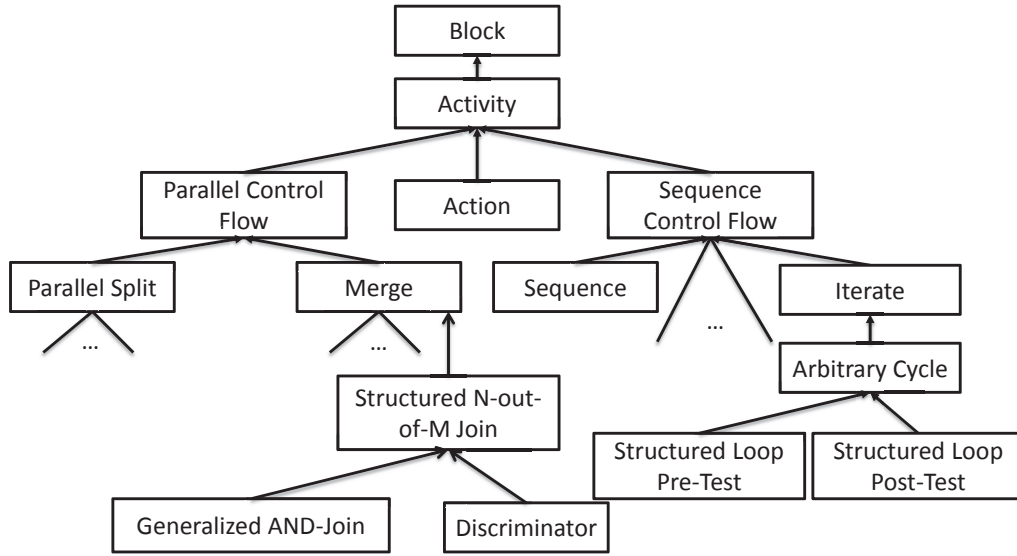 Block
Activity
Parallel Control
Flow
Action
Sequence
Control Flow
Parallel Split
Merge
Sequence
Iterate
...
...
...
Arbitrary Cycle
Structured N-out-
of-M Join
Structured Loop
Pre-Test
Structured Loop
Post-Test
Generalized AND-Join
Discriminator